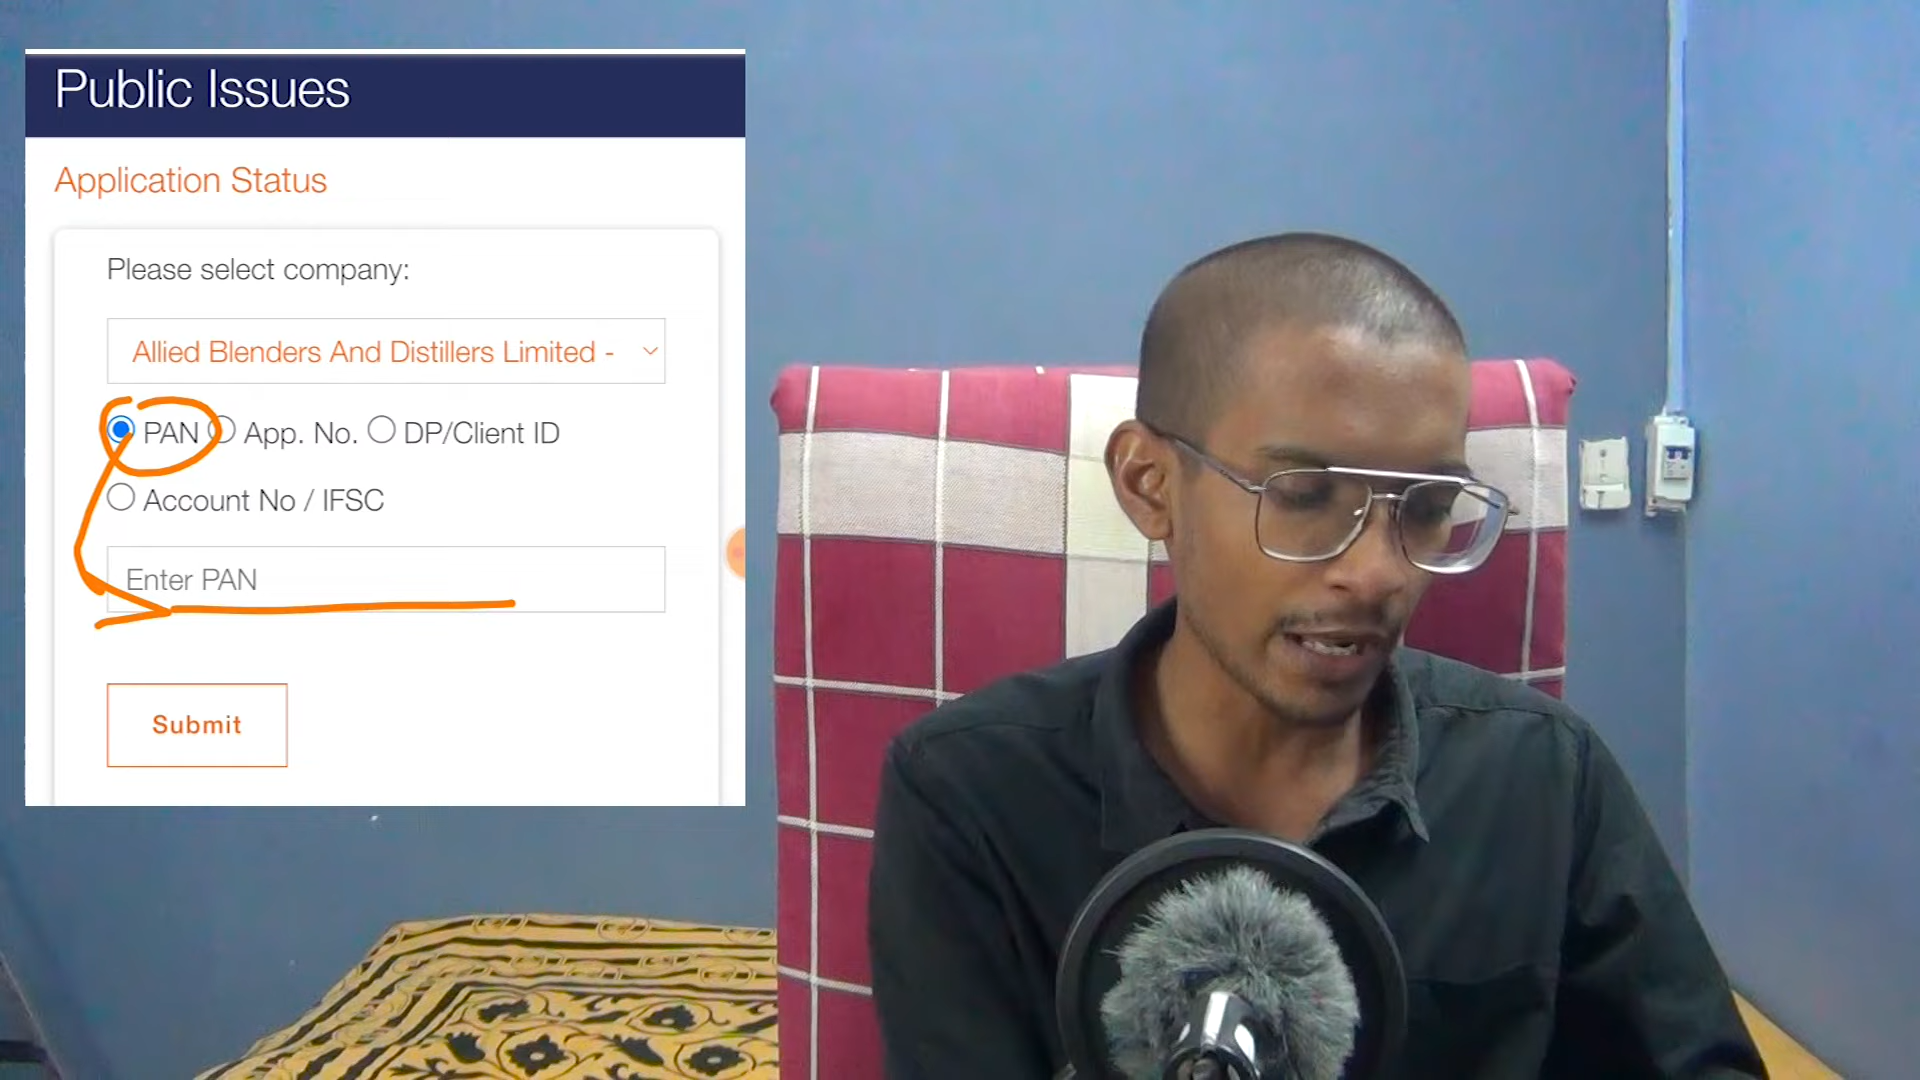 Public Issues
Application Status
Please select company:
Allied Blenders And Distillers Limited -
PAN App. No. DP/Client ID
Account No / IFSC
Enter PAN
Submit